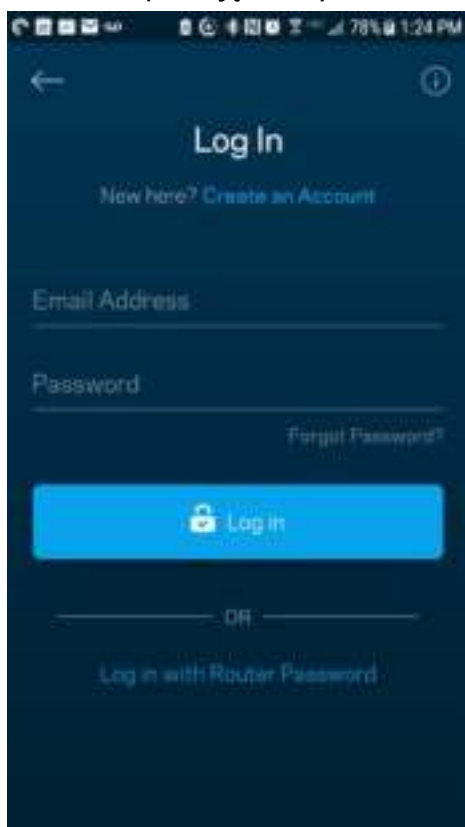 78% 1:24 PM
Log In
New here? Create an Account
Email Address
Password
Forgot Password?
Log in
OR
Log in with Router Password